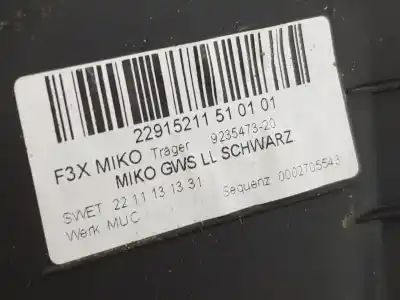 22915211 51 01 01
F3X MIKO Träger 9235473-20
MIKO GWS LL SCHWARZ
SWET 22 11 13 13 31
Werk MUC Sequenz 0002705543